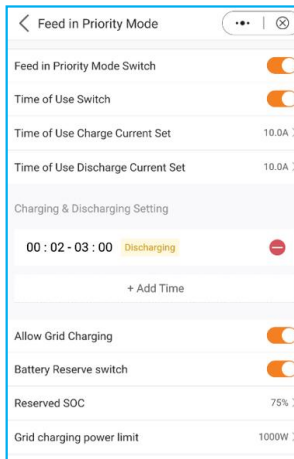 Feed in Priority Mode
Feed in Priority Mode Switch
Time of Use Switch
Time of Use Charge Current Set 10.0A
Time of Use Discharge Current Set 10.0A
Charging & Discharging Setting
00 : 02 - 03 : 00 Discharging
+ Add Time
Allow Grid Charging
Battery Reserve switch
Reserved SOC 75%
Grid charging power limit 1000W